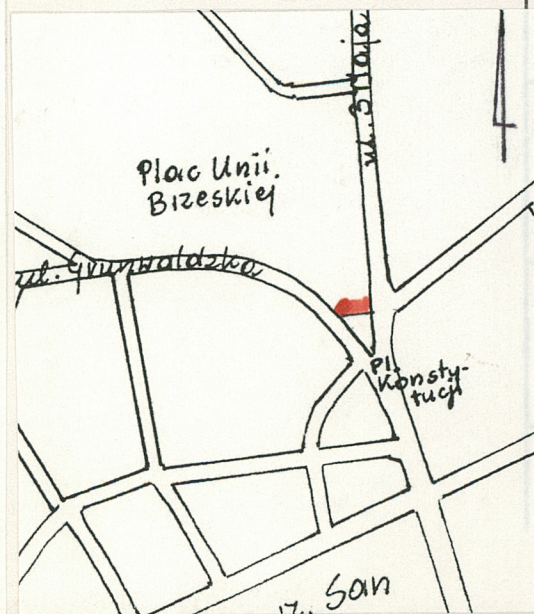 ul. 3 Maja
Plac Unii.
Brzeskiej
ul. Grunwaldzka
Pl.
Konsty-
tucji
San